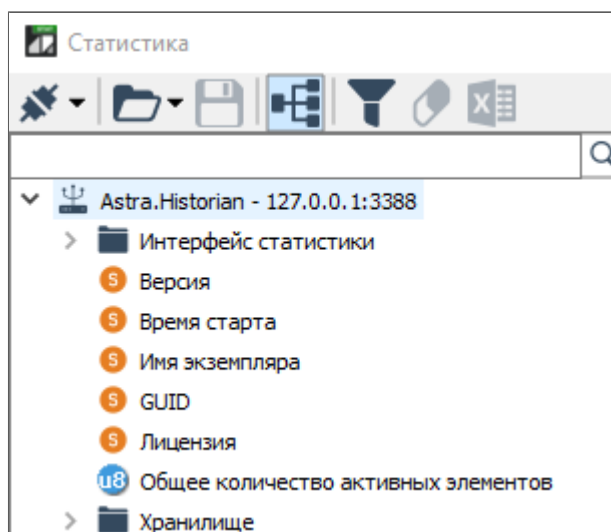 Статистика
Astra.Historian - 127.0.0.1:3388
Интерфейс статистики
S Версия
S Время старта
S Имя экземпляра
S GUID
S Лицензия
u8 Общее количество активных элементов
Хранилище